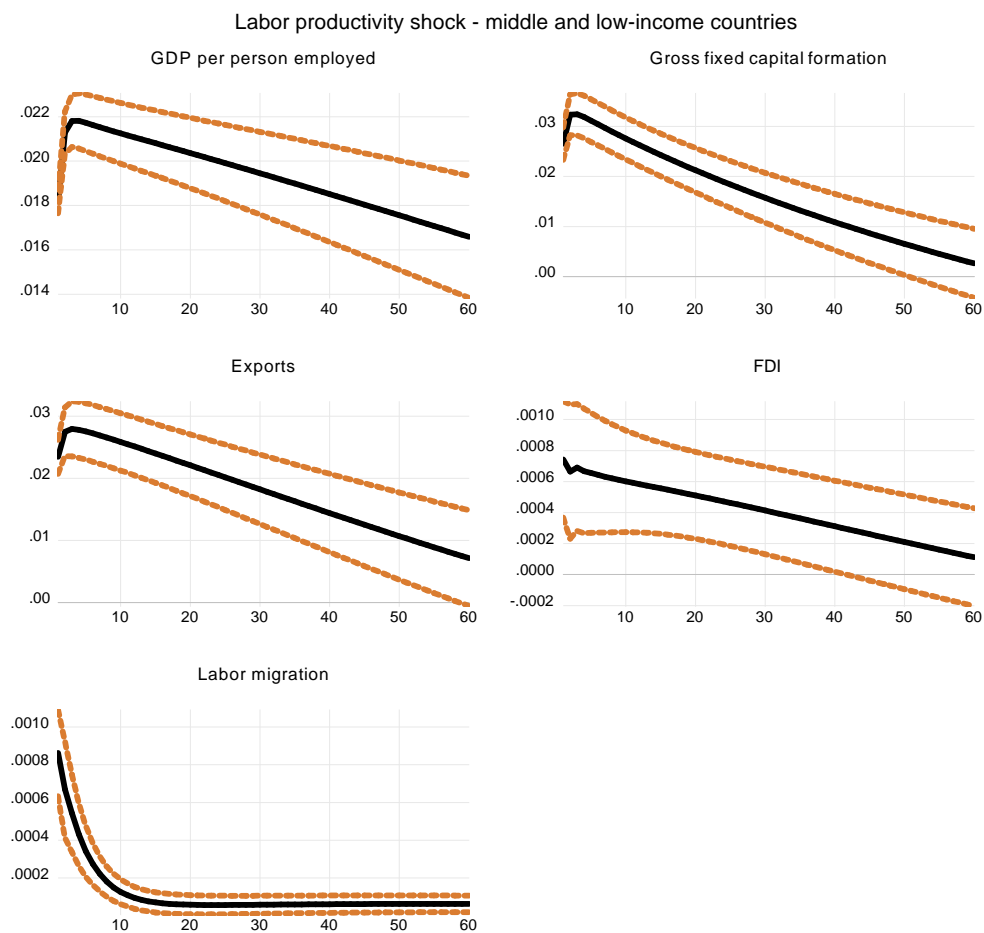 Labor productivity shock - middle and low-income countries
GDP per person employed
.022
.020
.018
.016
.014
10 20 30 40 50 60
Gross fixed capital formation
.03
.02
.01
.00
10 20 30 40 50 60
Exports
.03
.02
.01
.00
10 20 30 40 50 60
FDI
.0010
.0008
.0006
.0004
.0002
.0000
-.0002
10 20 30 40 50 60
Labor migration
.0010
.0008
.0006
.0004
.0002
10 20 30 40 50 60